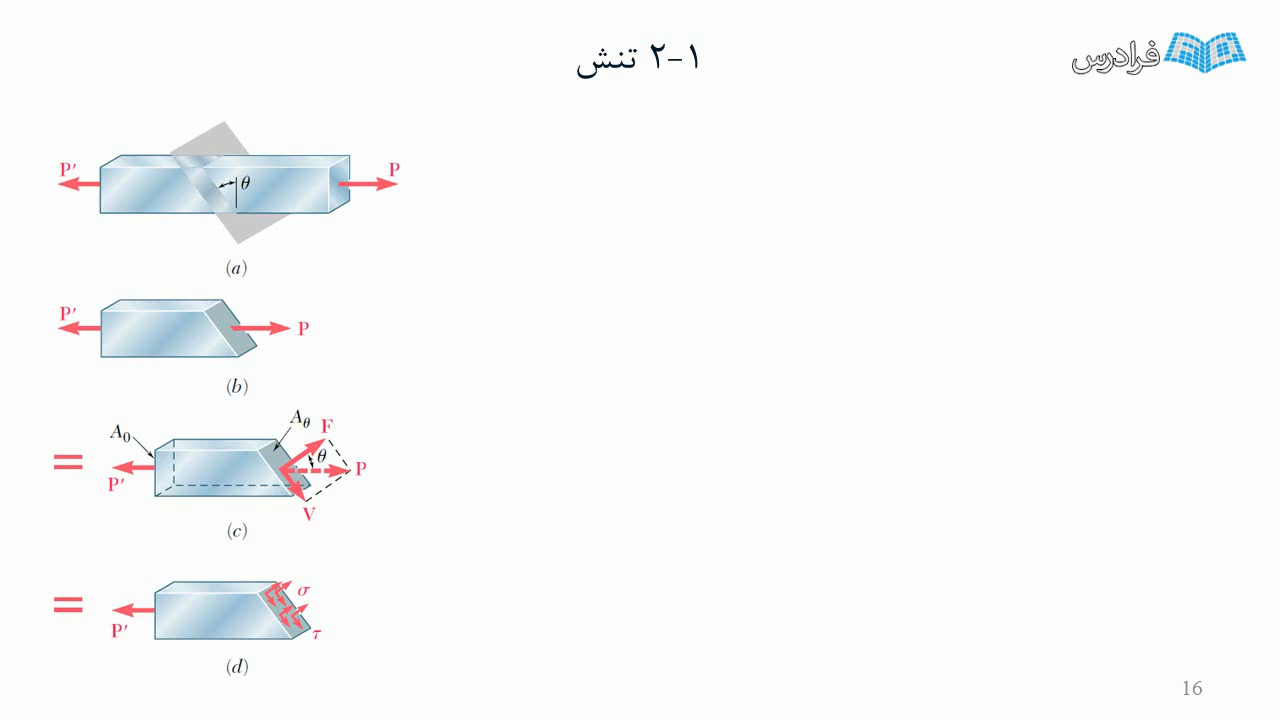 فرادرس
۲-۱ تنش
P′ θ P
(a)
P′ P
(b)
A0 Aθ F
= θ P
P′
V
(c)
= σ
P′ τ
(d)
16